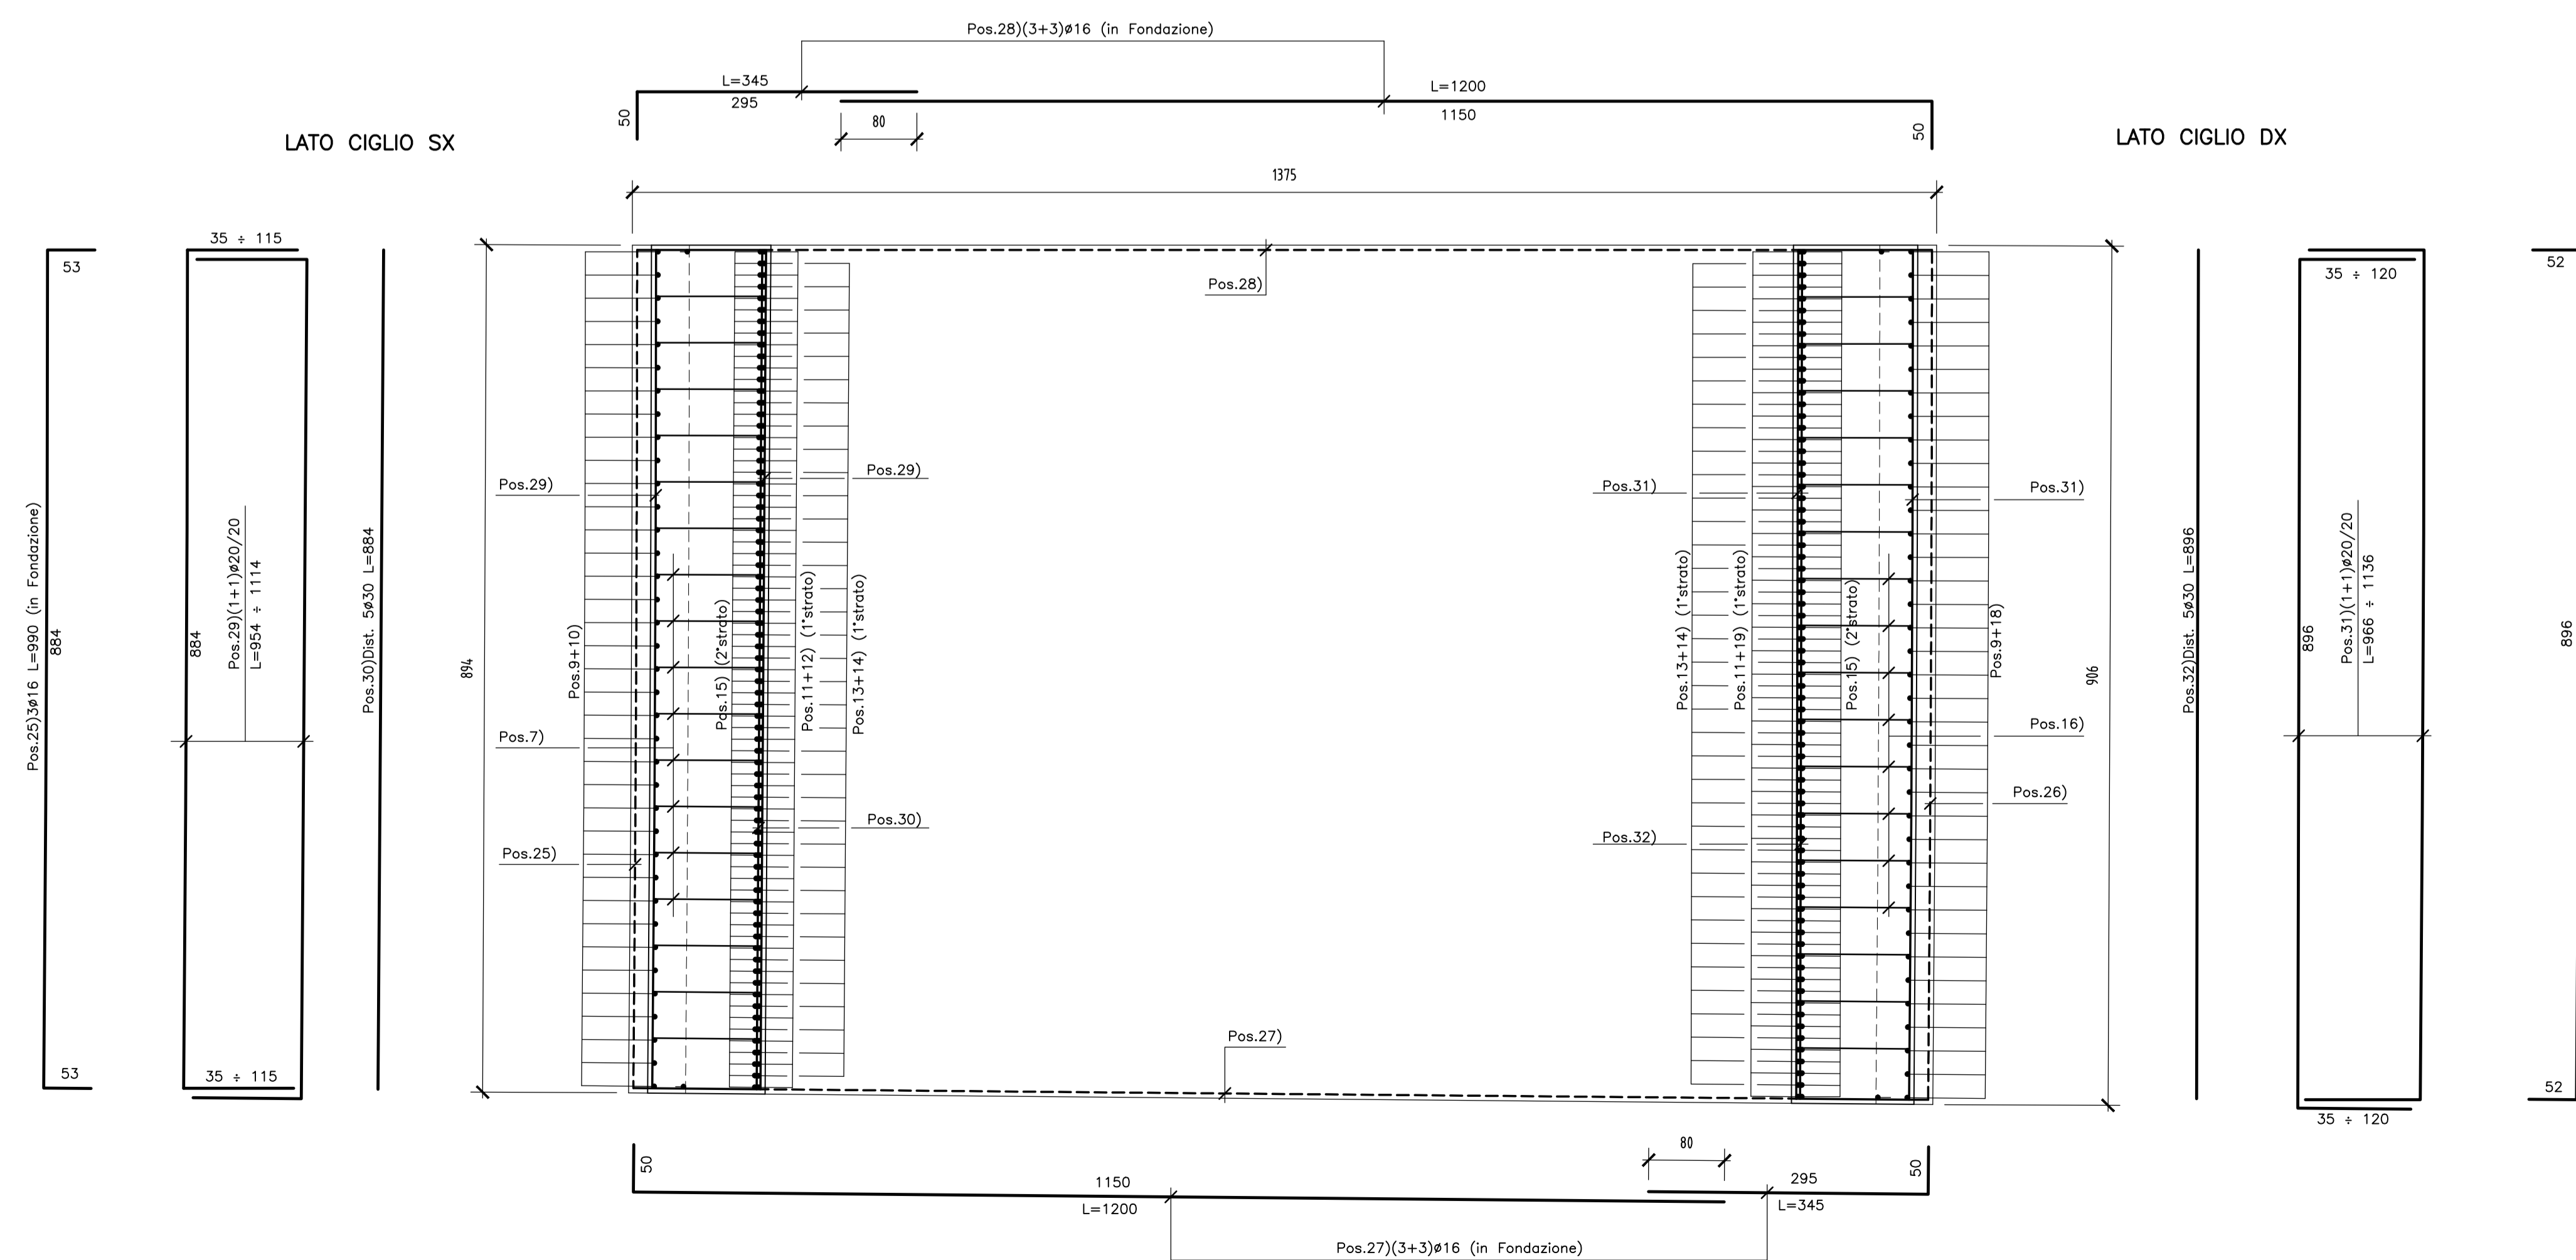 Pos.28)(3+3)ø16 (in Fondazione)
L=345
295
50
80
L=1200
1150
50
LATO CIGLIO SX
LATO CIGLIO DX
1375
53
35 ÷ 115
35 ÷ 120
52
Pos.28)
Pos.25)3ø16 L=990 (in Fondazione)
884
884
Pos.29)(1+1)ø20/20
L=954 ÷ 1114
Pos.30)Dist. 5ø30 L=884
894
Pos.29)
Pos.29)
Pos.31)
Pos.31)
Pos.9+10)
Pos.15) (2°strato)
Pos.11+12) (1°strato)
Pos.13+14) (1°strato)
Pos.13+14) (1°strato)
Pos.11+19) (1°strato)
Pos.15) (2°strato)
Pos.9+18)
906
Pos.32)Dist. 5ø30 L=896
896
Pos.31)(1+1)ø20/20
L=966 ÷ 1136
896
Pos.7)
Pos.16)
Pos.26)
Pos.30)
Pos.32)
Pos.25)
Pos.27)
53
35 ÷ 115
52
35 ÷ 120
50
1150
L=1200
80
295
L=345
50
Pos.27)(3+3)ø16 (in Fondazione)